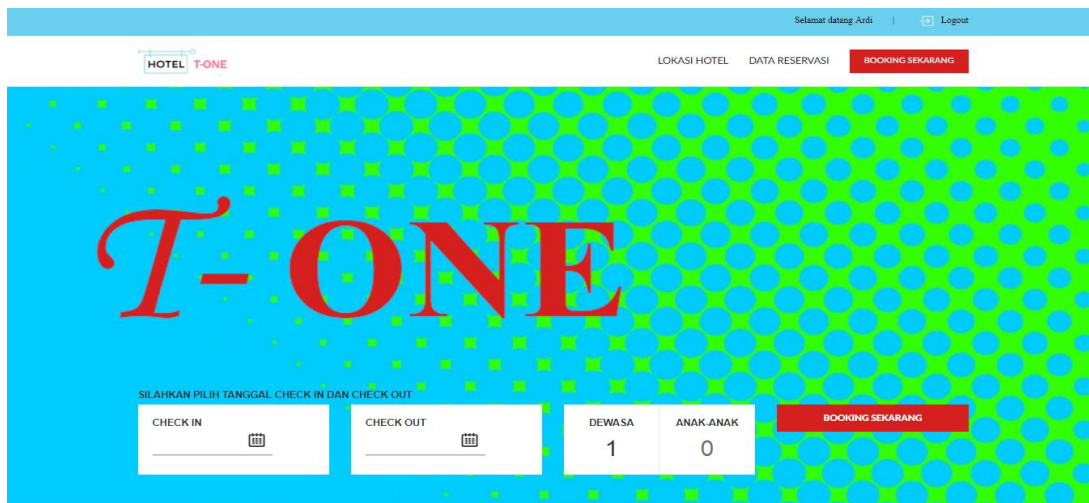 Selamat datang Ardi | Logout
HOTEL T-ONE
LOKASI HOTEL DATA RESERVASI BOOKING SEKARANG
T- ONE
SILAHKAN PILIH TANGGAL CHECK IN DAN CHECK OUT
CHECK IN CHECK OUT DEWASA ANAK-ANAK BOOKING SEKARANG
1 0